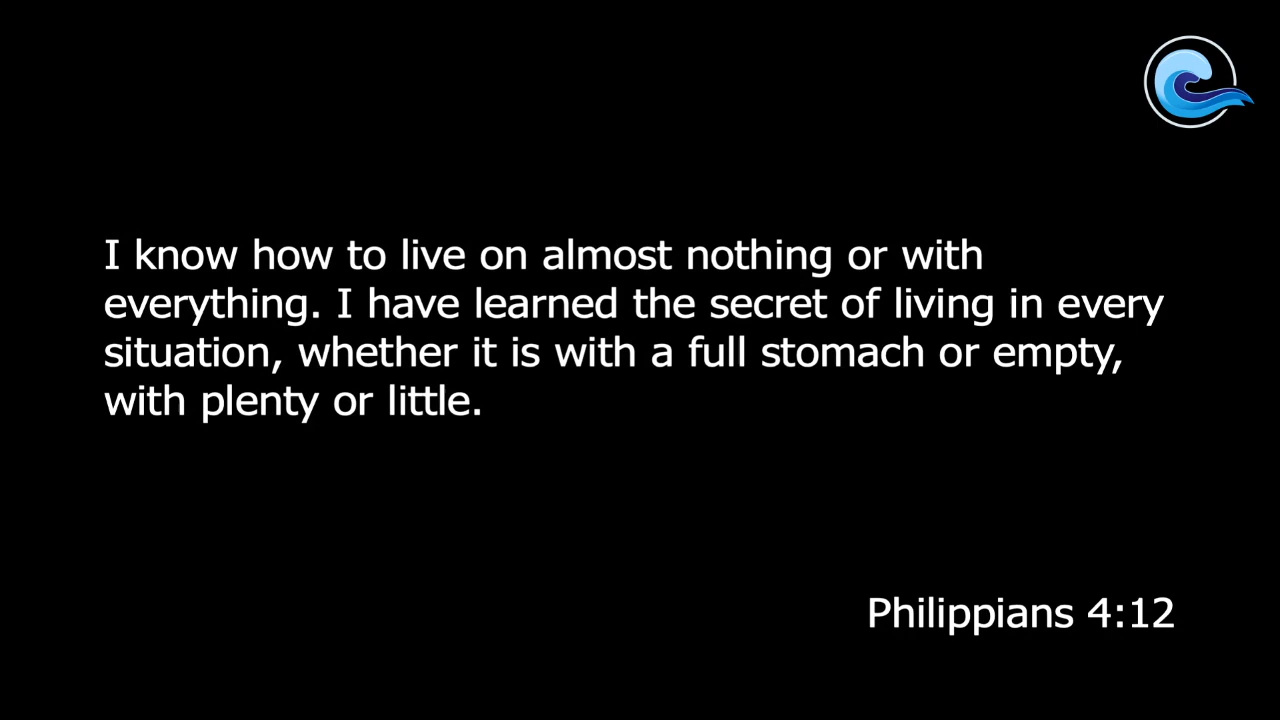 I know how to live on almost nothing or with
everything. I have learned the secret of living in every
situation, whether it is with a full stomach or empty,
with plenty or little.
Philippians 4:12